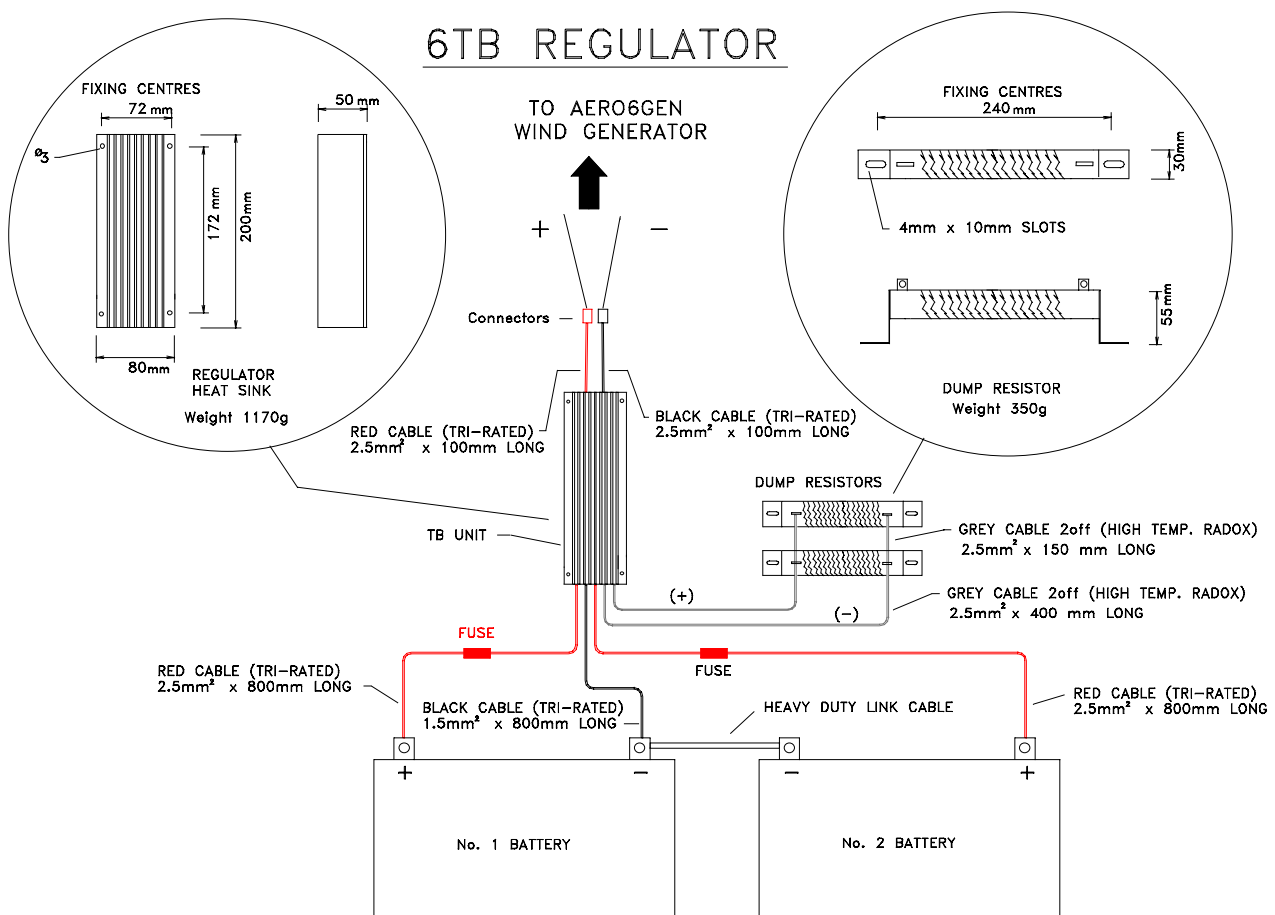 6TB REGULATOR
FIXING CENTRES
72 mm
50 mm
ø3
172 mm
200mm
80mm
REGULATOR
HEAT SINK
Weight 1170g
TO AERO6GEN
WIND GENERATOR
+
−
Connectors
FIXING CENTRES
240mm
30mm
4mm x 10mm SLOTS
55mm
DUMP RESISTOR
Weight 350g
RED CABLE (TRI-RATED)
2.5mm² x 100mm LONG
BLACK CABLE (TRI-RATED)
2.5mm² x 100mm LONG
TB UNIT
DUMP RESISTORS
GREY CABLE 2off (HIGH TEMP. RADOX)
2.5mm² x 150 mm LONG
GREY CABLE 2off (HIGH TEMP. RADOX)
2.5mm² x 400 mm LONG
(+)
(−)
FUSE
FUSE
RED CABLE (TRI-RATED)
2.5mm² x 800mm LONG
BLACK CABLE (TRI-RATED)
1.5mm² x 800mm LONG
HEAVY DUTY LINK CABLE
RED CABLE (TRI-RATED)
2.5mm² x 800mm LONG
+
−
−
+
No. 1 BATTERY
No. 2 BATTERY